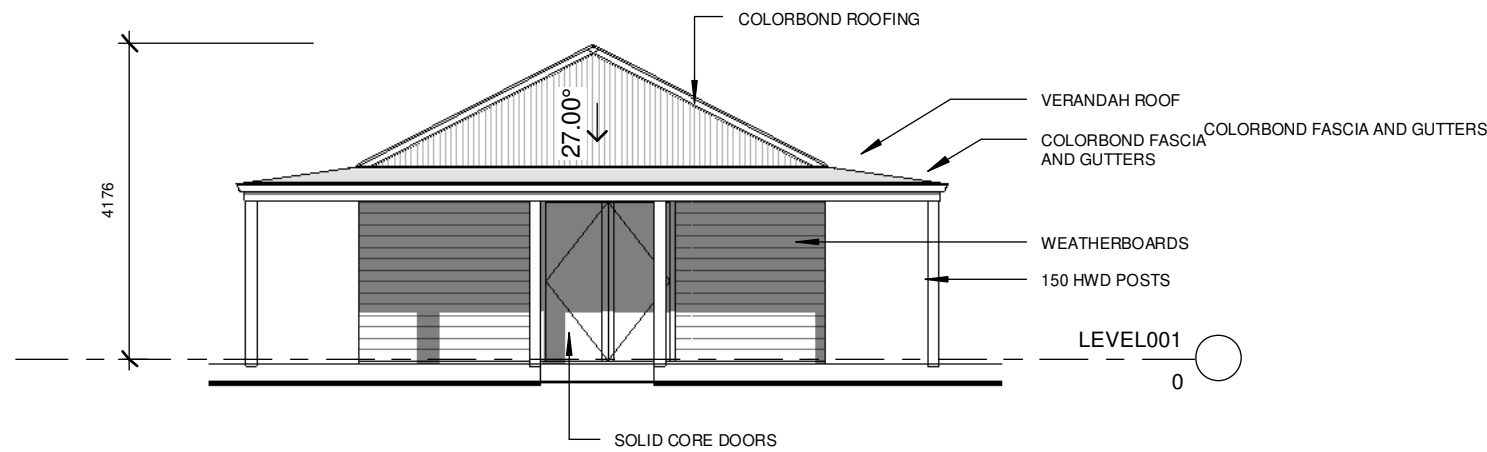 COLORBOND ROOFING
27.00°
VERANDAH ROOF
COLORBOND FASCIA AND GUTTERS
COLORBOND FASCIA
AND GUTTERS
4176
WEATHERBOARDS
150 HWD POSTS
LEVEL001
0
SOLID CORE DOORS